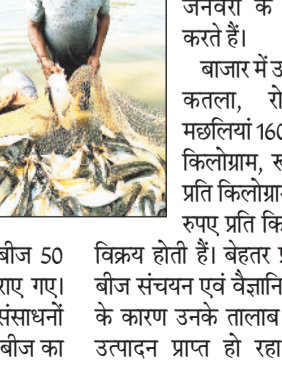 जनवरी के
करते हैं।
बाजार में
कतला,
मछलियां 160
किलोग्राम,
प्रति
रुपए प्रति
बीज 50
गए।
संसाधनों
बीज का
विक्रय होती हैं। बेहतर
बीज संचयन एवं
के कारण उनके तालाब
उत्पादन प्राप्त हो रहा